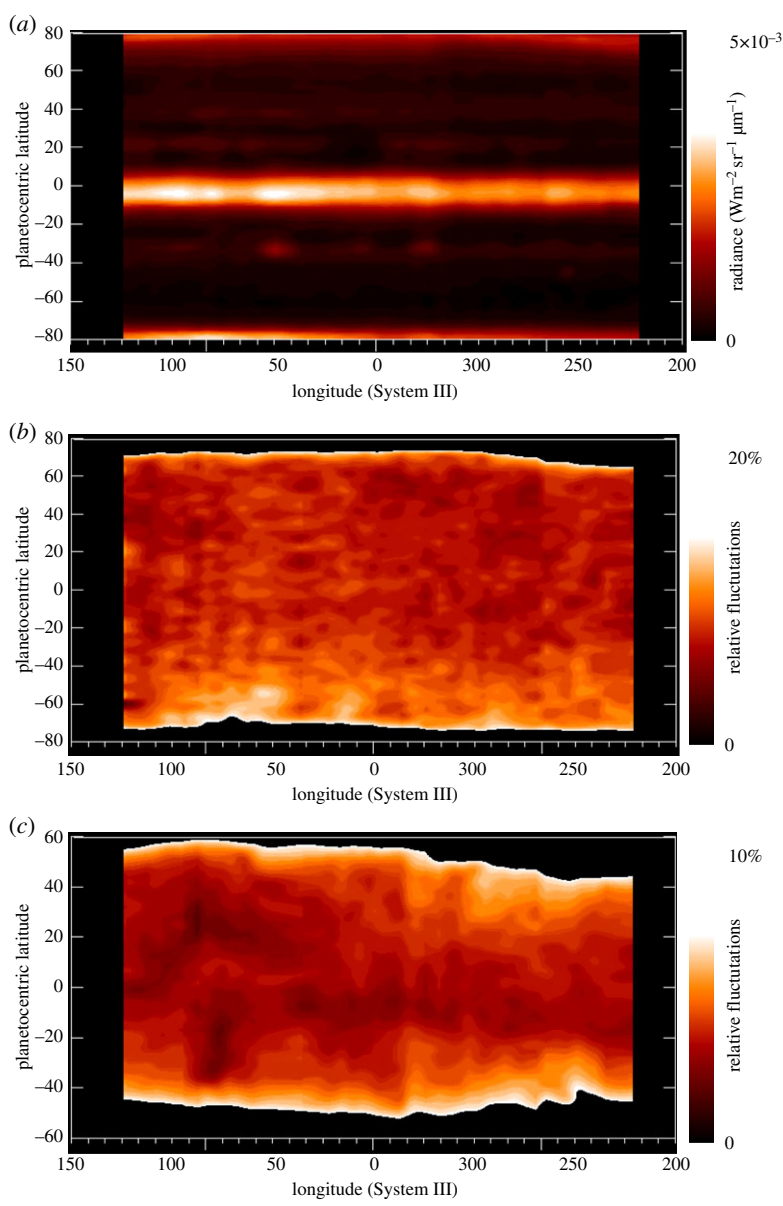 (a)
80
60
40
20
0
–20
–40
–60
–80
planetocentric latitude
150 100 50 0 300 250 200
longitude (System III)
5×10–3
radiance (Wm–2 sr–1 µm–1)
0
(b)
80
60
40
20
0
–20
–40
–60
–80
planetocentric latitude
150 100 50 0 300 250 200
longitude (System III)
20%
relative fluctutations
0
(c)
60
40
20
0
–20
–40
–60
planetocentric latitude
150 100 50 0 300 250 200
longitude (System III)
10%
relative fluctutations
0